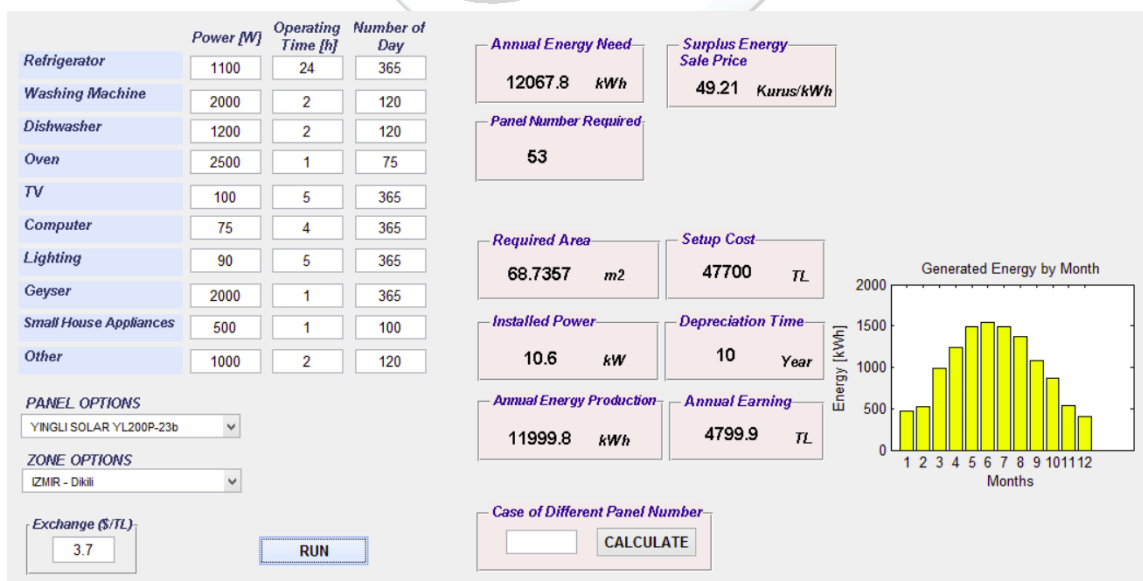 Power [W] Operating Time [h] Number of Day
Refrigerator 1100 24 365
Washing Machine 2000 2 120
Dishwasher 1200 2 120
Oven 2500 1 75
TV 100 5 365
Computer 75 4 365
Lighting 90 5 365
Geyser 2000 1 365
Small House Appliances 500 1 100
Other 1000 2 120
PANEL OPTIONS
YINGLI SOLAR YL200P-23b
ZONE OPTIONS
IZMIR - Dikili
Exchange ($/TL)
3.7
RUN
Annual Energy Need
12067.8 kWh
Surplus Energy
Sale Price
49.21 Kurus/kWh
Panel Number Required
53
Required Area
68.7357 m2
Setup Cost
47700 TL
Installed Power
10.6 kW
Depreciation Time
10 Year
Annual Energy Production
11999.8 kWh
Annual Earning
4799.9 TL
Case of Different Panel Number
CALCULATE
Generated Energy by Month
Energy [kWh]
2000
1500
1000
500
0
1 2 3 4 5 6 7 8 9 10 11 12
Months